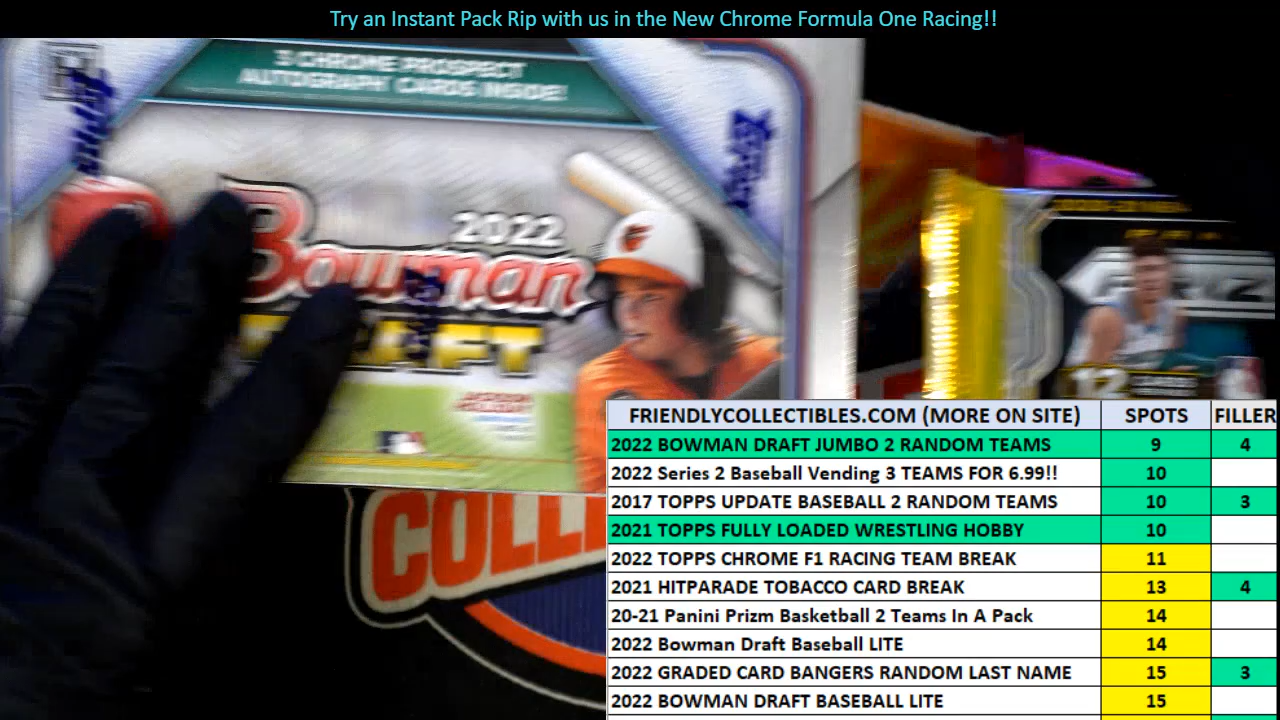 Try an Instant Pack Rip with us in the New Chrome Formula One Racing!!
3 CHROME PROSPECT
AUTOGRAPH CARDS INSIDE!
2022
Bowman
DRAFT
COLLE
12
FRIENDLYCOLLECTIBLES.COM (MORE ON SITE) SPOTS FILLER
2022 BOWMAN DRAFT JUMBO 2 RANDOM TEAMS 9 4
2022 Series 2 Baseball Vending 3 TEAMS FOR 6.99!! 10
2017 TOPPS UPDATE BASEBALL 2 RANDOM TEAMS 10 3
2021 TOPPS FULLY LOADED WRESTLING HOBBY 10
2022 TOPPS CHROME F1 RACING TEAM BREAK 11
2021 HITPARADE TOBACCO CARD BREAK 13 4
20-21 Panini Prizm Basketball 2 Teams In A Pack 14
2022 Bowman Draft Baseball LITE 14
2022 GRADED CARD BANGERS RANDOM LAST NAME 15 3
2022 BOWMAN DRAFT BASEBALL LITE 15